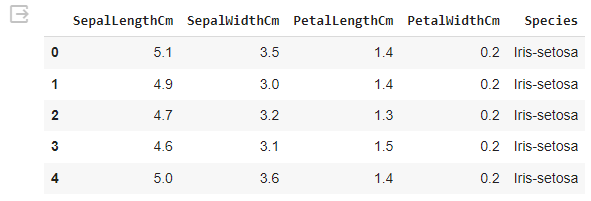 SepalLengthCm SepalWidthCm PetalLengthCm PetalWidthCm Species
0 5.1 3.5 1.4 0.2 Iris-setosa
1 4.9 3.0 1.4 0.2 Iris-setosa
2 4.7 3.2 1.3 0.2 Iris-setosa
3 4.6 3.1 1.5 0.2 Iris-setosa
4 5.0 3.6 1.4 0.2 Iris-setosa